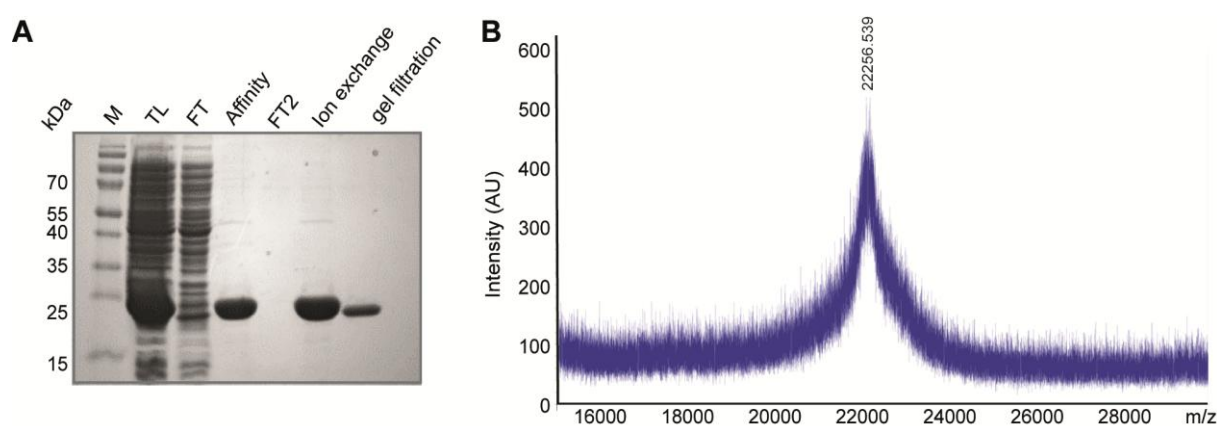 A
kDa
M
TL
FT
Affinity
FT2
Ion exchange
gel filtration
70
55
40
35
25
15
B
22256.539
Intensity (AU)
600
500
400
300
200
100
0
16000 18000 20000 22000 24000 26000 28000 m/z